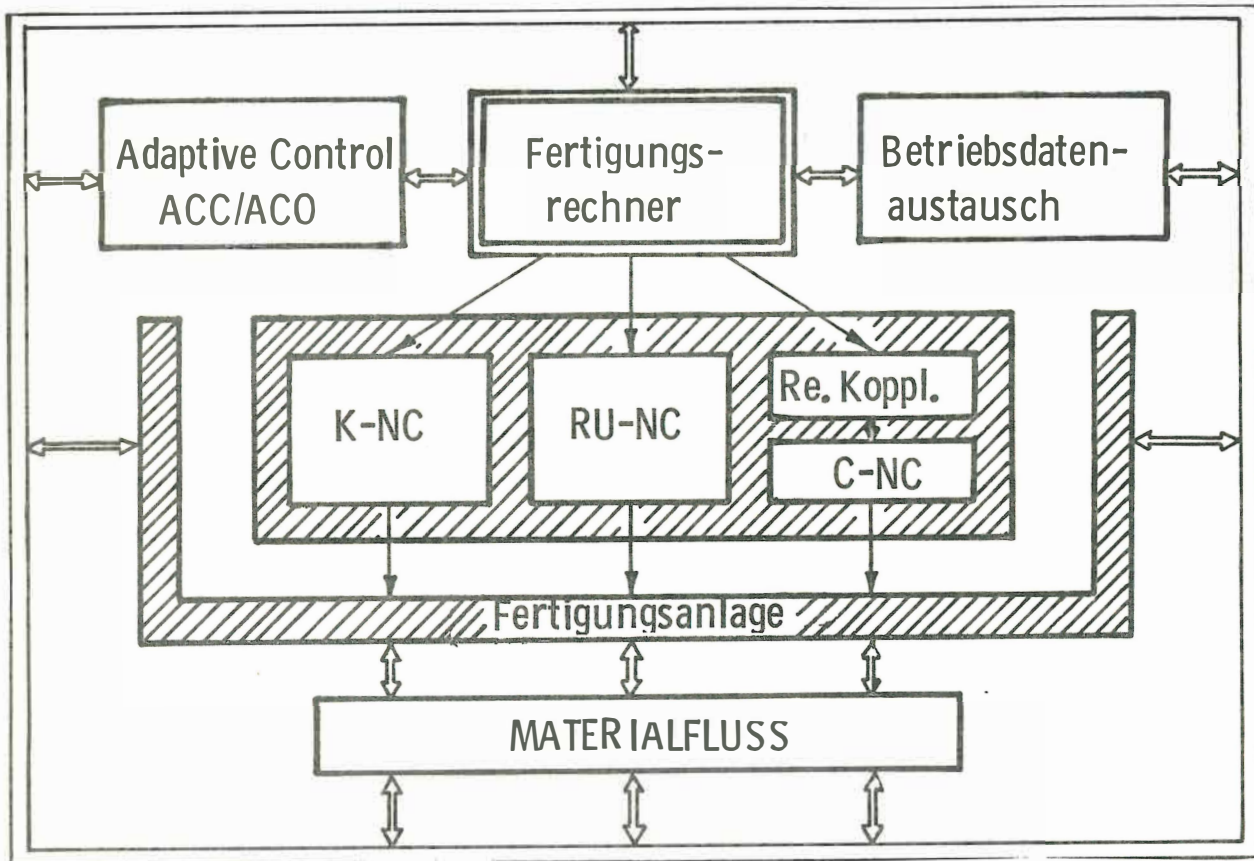 Adaptive Control
ACC/ACO
Fertigungs-
rechner
Betriebsdaten-
austausch
K-NC
RU-NC
Re. Koppl.
C-NC
Fertigungsanlage
MATERIALFLUSS